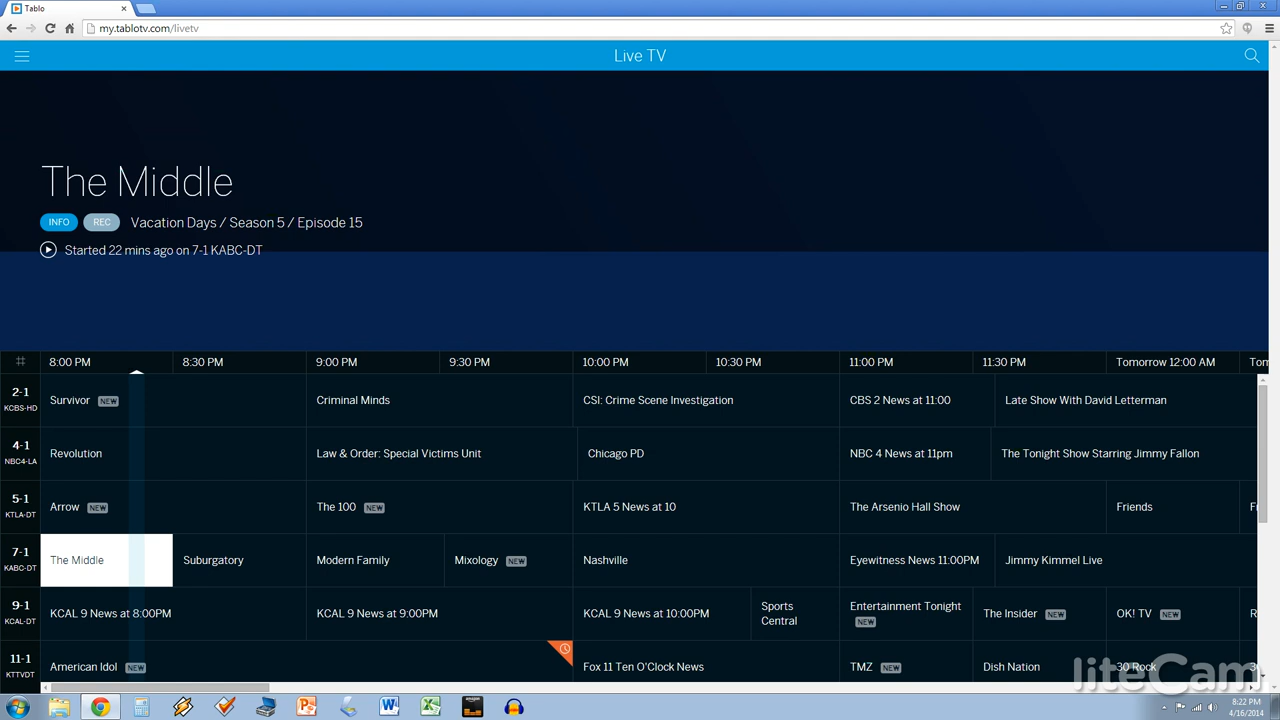 Tablo
my.tablotv.com/livetv
Live TV
The Middle
INFO REC Vacation Days / Season 5 / Episode 15
Started 22 mins ago on 7-1 KABC-DT
# 8:00 PM 8:30 PM 9:00 PM 9:30 PM 10:00 PM 10:30 PM 11:00 PM 11:30 PM Tomorrow 12:00 AM Tom
2-1 KCBS-HD Survivor NEW Criminal Minds CSI: Crime Scene Investigation CBS 2 News at 11:00 Late Show With David Letterman
4-1 NBC4-LA Revolution Law & Order: Special Victims Unit Chicago PD NBC 4 News at 11pm The Tonight Show Starring Jimmy Fallon
5-1 KTLA-DT Arrow NEW The 100 NEW KTLA 5 News at 10 The Arsenio Hall Show Friends F
7-1 KABC-DT The Middle Suburgatory Modern Family Mixology NEW Nashville Eyewitness News 11:00PM Jimmy Kimmel Live
9-1 KCAL-DT KCAL 9 News at 8:00PM KCAL 9 News at 9:00PM KCAL 9 News at 10:00PM Sports Central Entertainment Tonight NEW The Insider NEW OK! TV NEW R
11-1 KTTVDT American Idol NEW Fox 11 Ten O'Clock News TMZ NEW Dish Nation 30 Rock 3
liteCam
8:22 PM
4/16/2014